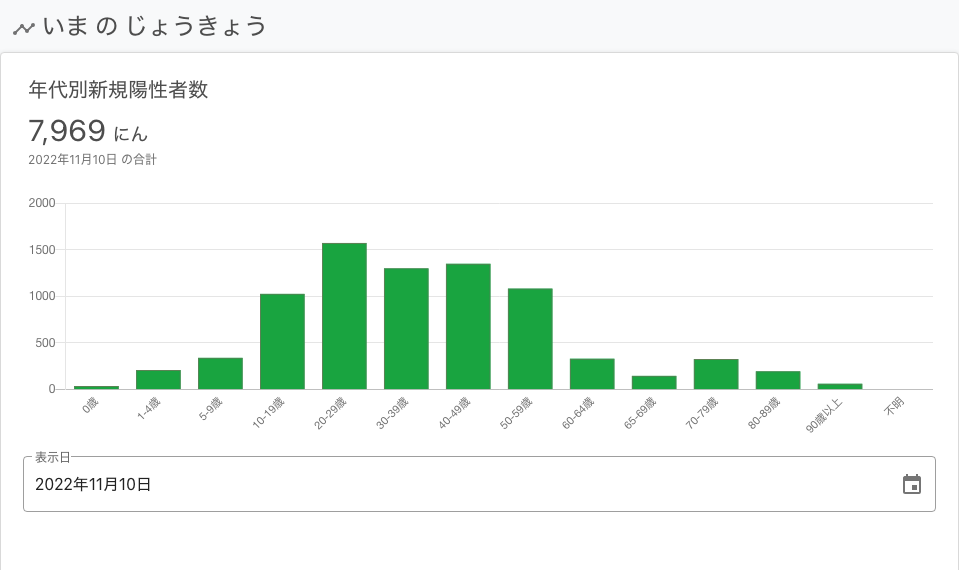 いま の じょうきょう
年代別新規陽性者数
7,969 にん
2022年11月10日 の合計
2000
1500
1000
500
0
0歳 1-4歳 5-9歳 10-19歳 20-29歳 30-39歳 40-49歳 50-59歳 60-64歳 65-69歳 70-79歳 80-89歳 90歳以上 不明
表示日
2022年11月10日